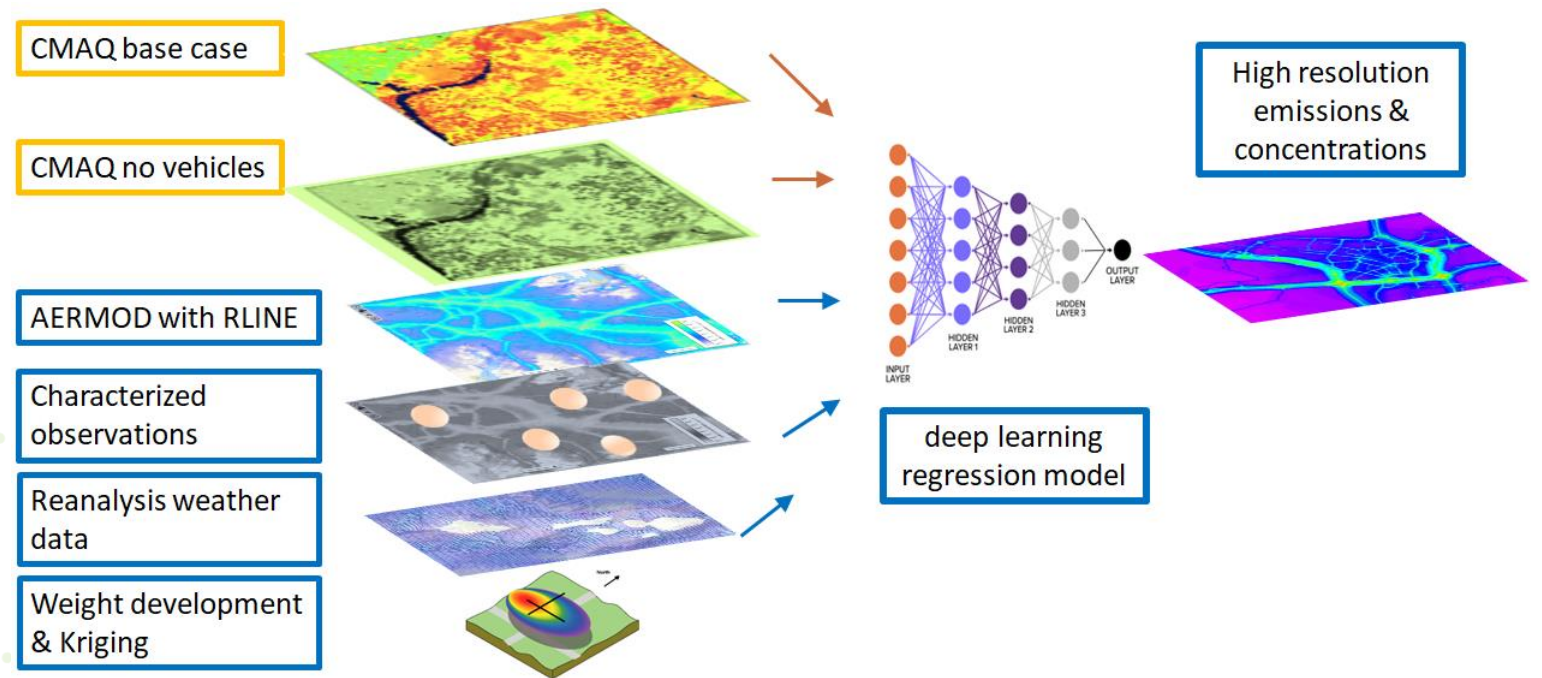 CMAQ base case
CMAQ no vehicles
AERMOD with RLINE
Characterized
observations
Reanalysis weather
data
Weight development
& Kriging
North
INPUT
LAYER
HIDDEN
LAYER 1
HIDDEN
LAYER 2
HIDDEN
LAYER 3
OUTPUT
LAYER
deep learning
regression model
High resolution
emissions &
concentrations